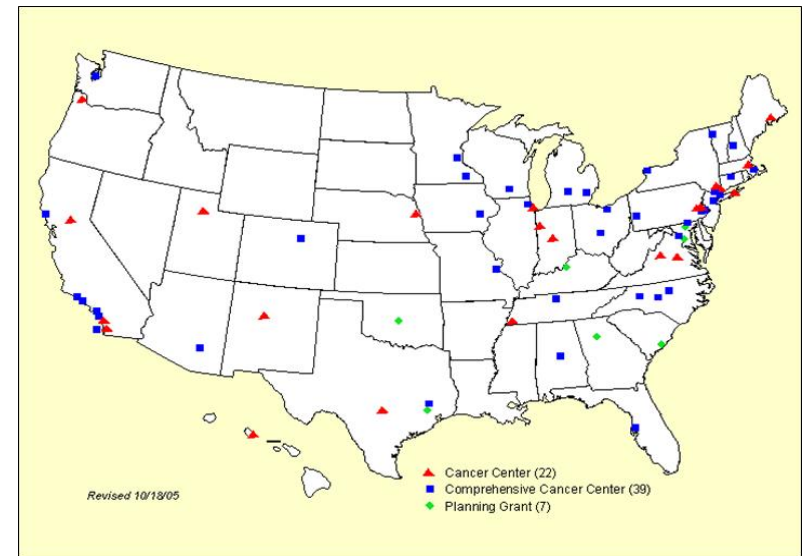 Cancer Center (22)
Comprehensive Cancer Center (39)
Planning Grant (7)
Revised 10/18/05